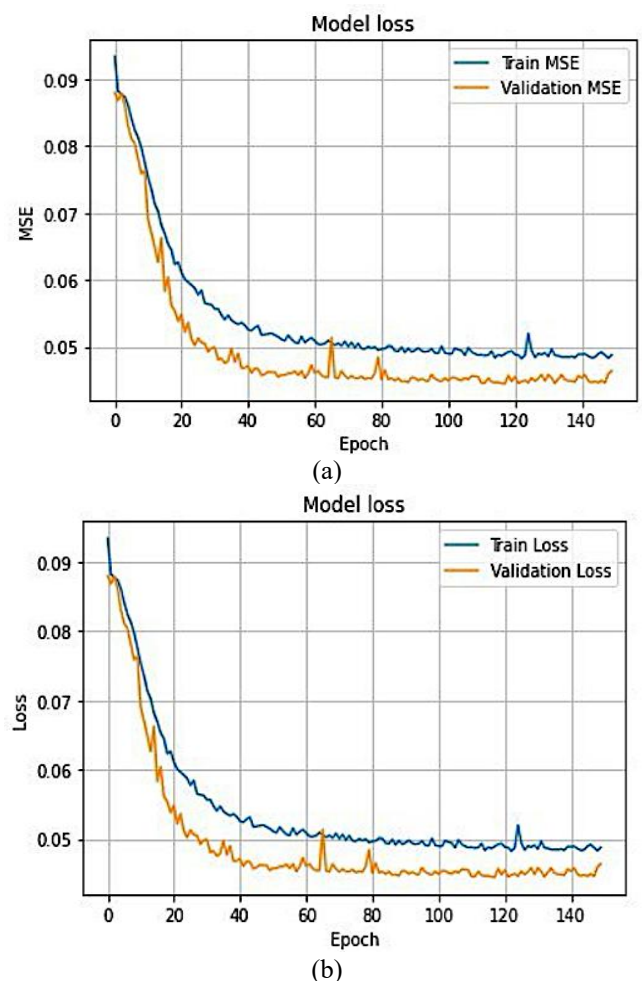 Model loss
Train MSE
Validation MSE
0.09
0.08
0.07
0.06
0.05
MSE
0 20 40 60 80 100 120 140
Epoch
(a)
Model loss
Train Loss
Validation Loss
0.09
0.08
0.07
0.06
0.05
Loss
0 20 40 60 80 100 120 140
Epoch
(b)